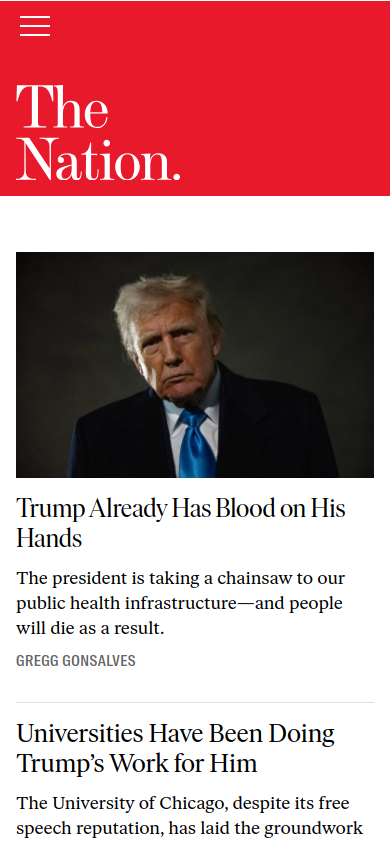 The
Nation.
Trump Already Has Blood on His
Hands
The president is taking a chainsaw to our
public health infrastructure—and people
will die as a result.
GREGG GONSALVES
Universities Have Been Doing
Trump’s Work for Him
The University of Chicago, despite its free
speech reputation, has laid the groundwork